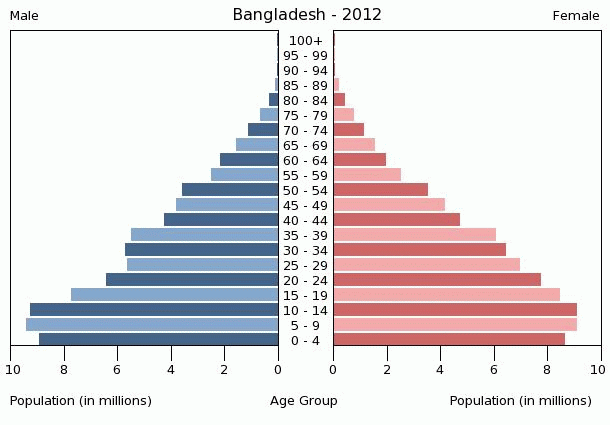 Male Bangladesh - 2012 Female
100+
95 - 99
90 - 94
85 - 89
80 - 84
75 - 79
70 - 74
65 - 69
60 - 64
55 - 59
50 - 54
45 - 49
40 - 44
35 - 39
30 - 34
25 - 29
20 - 24
15 - 19
10 - 14
5 - 9
0 - 4
10 8 6 4 2 0 0 2 4 6 8 10
Population (in millions) Age Group Population (in millions)